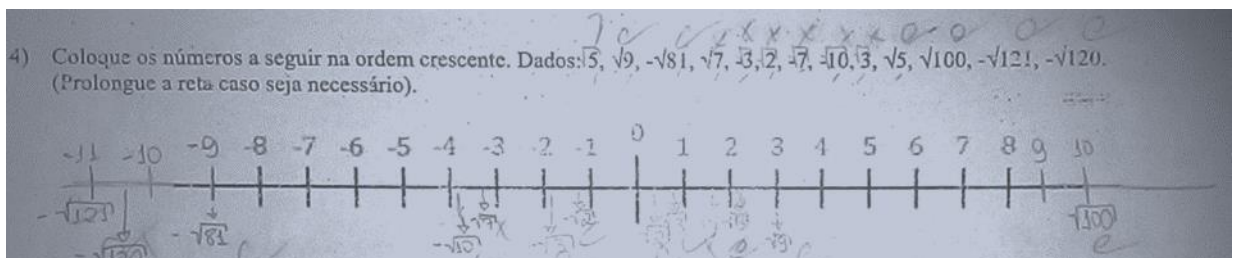 4) Coloque os números a seguir na ordem crescente. Dados: √5, √9, -√81, √7, -3, √2, -√7, -√10, √3, √5, √100, -√121, -√120.
(Prolongue a reta caso seja necessário).
-11 -10 -9 -8 -7 -6 -5 -4 -3 -2 -1 0 1 2 3 4 5 6 7 8 9 10
-√121 -√81 -√10 -√7 √9 √100